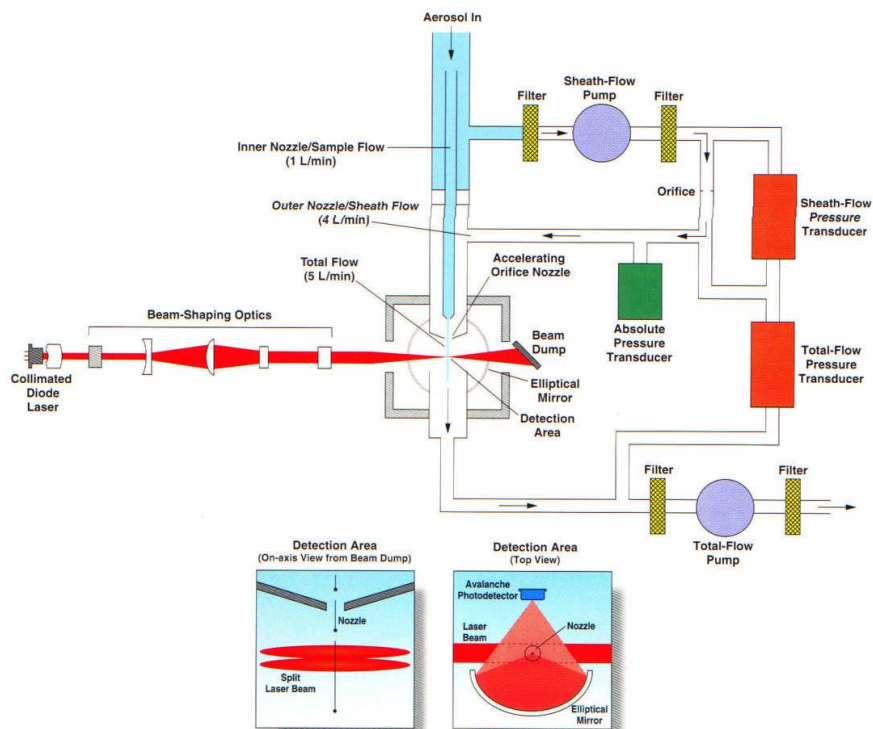 Aerosol In
Sheath-Flow
Pump
Filter
Filter
Inner Nozzle/Sample Flow
(1 L/min)
Orifice
Outer Nozzle/Sheath Flow
(4 L/min)
Sheath-Flow
Pressure
Transducer
Total Flow
(5 L/min)
Accelerating
Orifice Nozzle
Beam-Shaping Optics
Beam
Dump
Absolute
Pressure
Transducer
Total-Flow
Pressure
Transducer
Collimated
Diode
Laser
Elliptical
Mirror
Detection
Area
Filter
Filter
Total-Flow
Pump
Detection Area
(On-axis View from Beam Dump)
Nozzle
Split
Laser Beam
Detection Area
(Top View)
Avalanche
Photodetector
Laser
Beam
Nozzle
Elliptical
Mirror